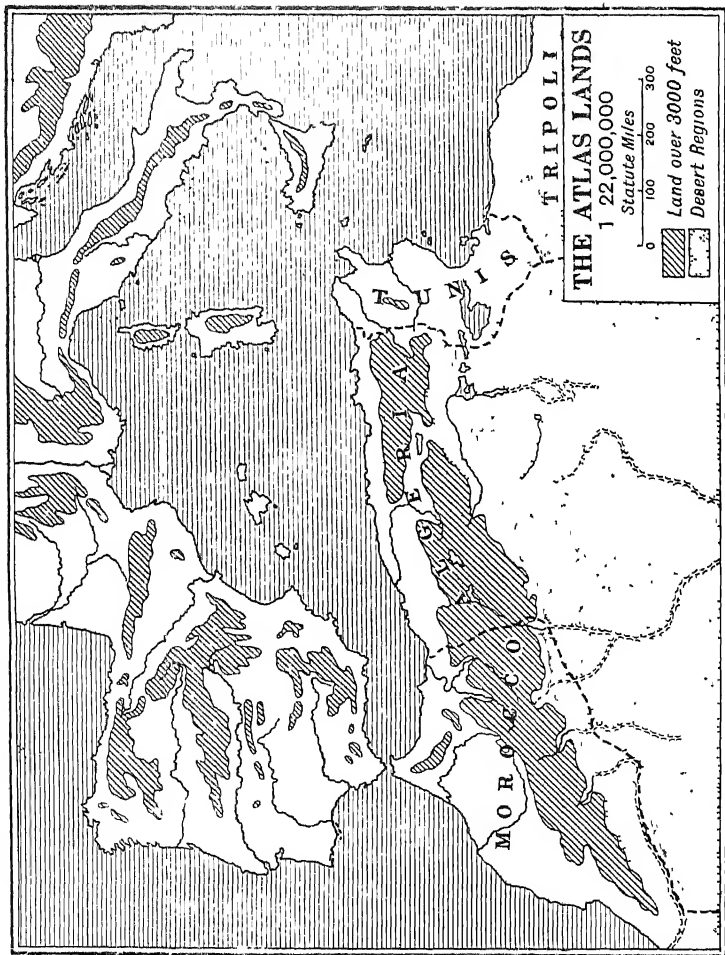 THE ATLAS LANDS
1 22,000,000
Statute Miles
0 100 200 300
Land over 3000 feet
Desert Regions
TRIPOLI
TUNIS
ALGERIA
MOROCCO